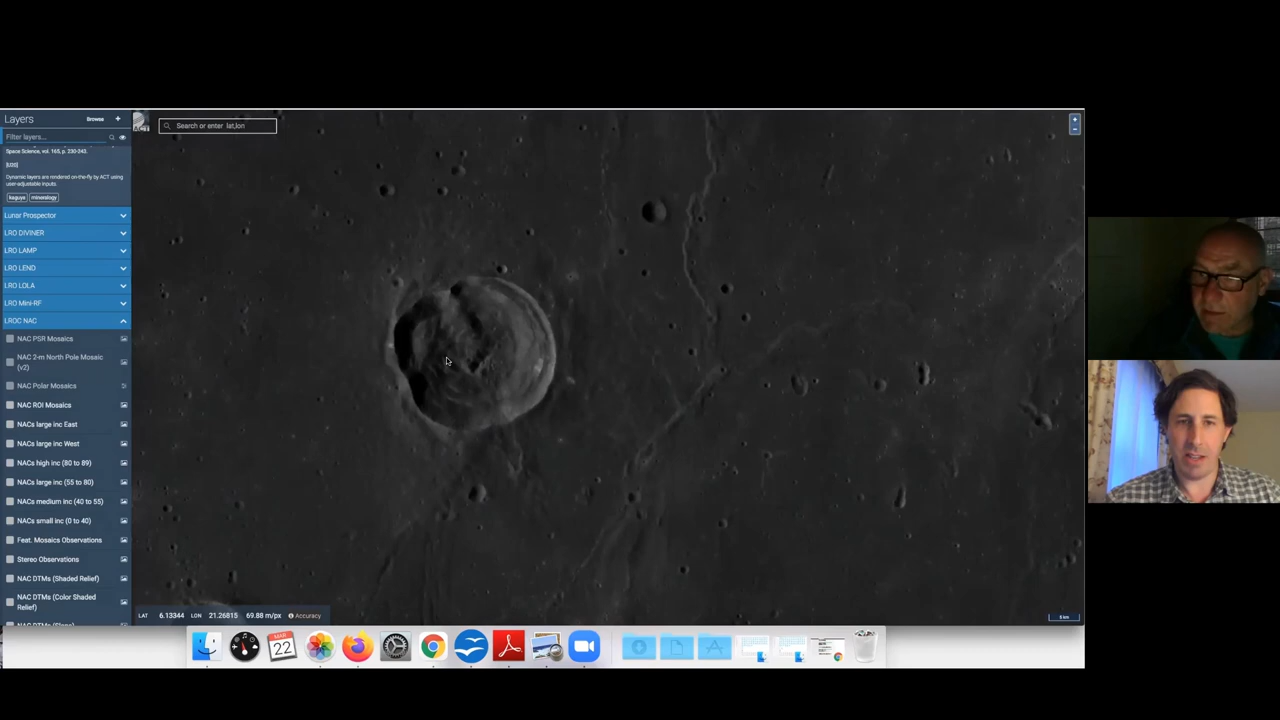 Layers
Browse
+
Filter layers...
Space Science, vol. 165, p. 230-243.
Dynamic layers are rendered on-the-fly by ACT using
user-adjustable inputs.
kaguya
mineralogy
Lunar Prospector
LRO DIVINER
LRO LAMP
LRO LEND
LRO LOLA
LRO Mini-RF
LROC NAC
NAC PSR Mosaics
NAC 2-m North Pole Mosaic
(v2)
NAC Polar Mosaics
NAC ROI Mosaics
NACs large inc East
NACs large inc West
NACs high inc (80 to 89)
NACs large inc (55 to 80)
NACs medium inc (40 to 55)
NACs small inc (0 to 40)
Feat. Mosaics Observations
Stereo Observations
NAC DTMs (Shaded Relief)
NAC DTMs (Color Shaded
Relief)
ACT
Search or enter lat,lon
+
-
LAT 6.13344 LON 21.26815 69.88 m/px Accuracy
MAR
22